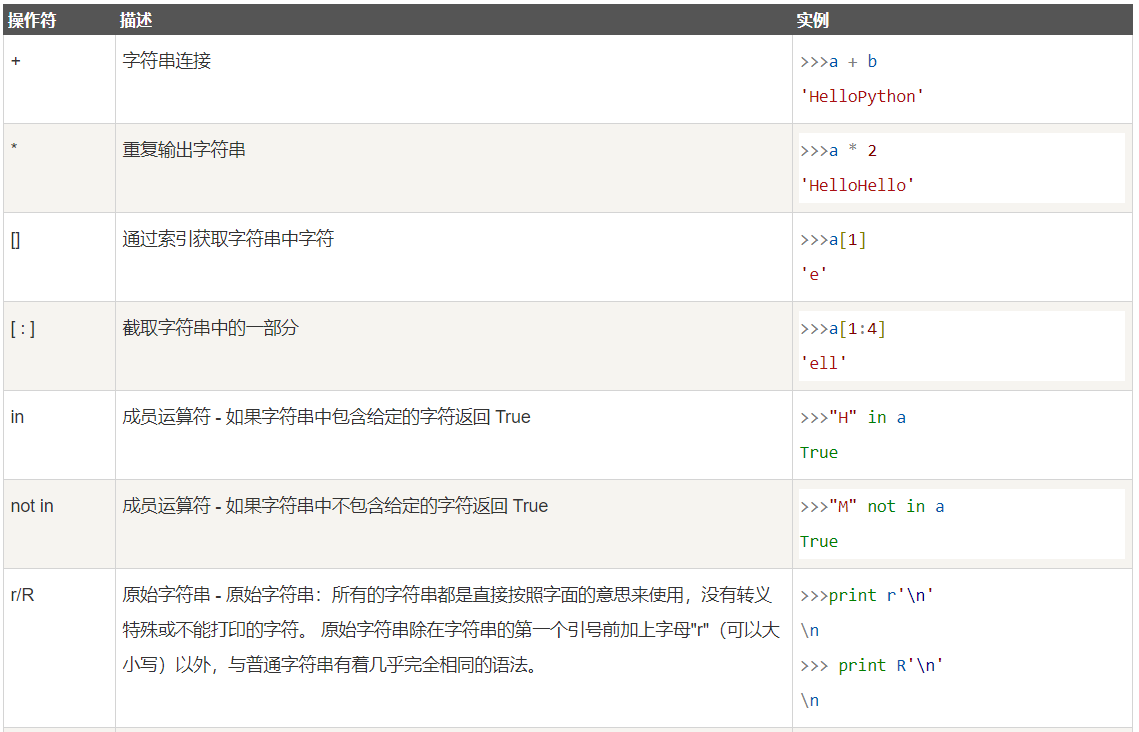 操作符 描述 实例
+ 字符串连接 >>>a + b
'HelloPython'
* 重复输出字符串 >>>a * 2
'HelloHello'
[] 通过索引获取字符串中字符 >>>a[1]
'e'
[ : ] 截取字符串中的一部分 >>>a[1:4]
'ell'
in 成员运算符 - 如果字符串中包含给定的字符返回 True >>>"H" in a
True
not in 成员运算符 - 如果字符串中不包含给定的字符返回 True >>>"M" not in a
True
r/R 原始字符串 - 原始字符串：所有的字符串都是直接按照字面的意思来使用，没有转义 >>>print r'\n'
特殊或不能打印的字符。 原始字符串除在字符串的第一个引号前加上字母"r"（可以大 \n
小写）以外，与普通字符串有着几乎完全相同的语法。 >>> print R'\n'
\n